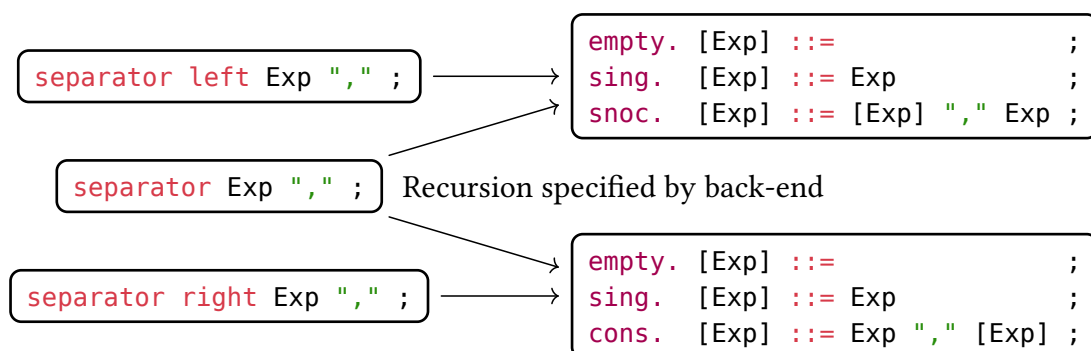 separator left Exp "," ;
empty. [Exp] ::= ;
sing. [Exp] ::= Exp ;
snoc. [Exp] ::= [Exp] "," Exp ;
separator Exp "," ;
Recursion specified by back-end
separator right Exp "," ;
empty. [Exp] ::= ;
sing. [Exp] ::= Exp ;
cons. [Exp] ::= Exp "," [Exp] ;